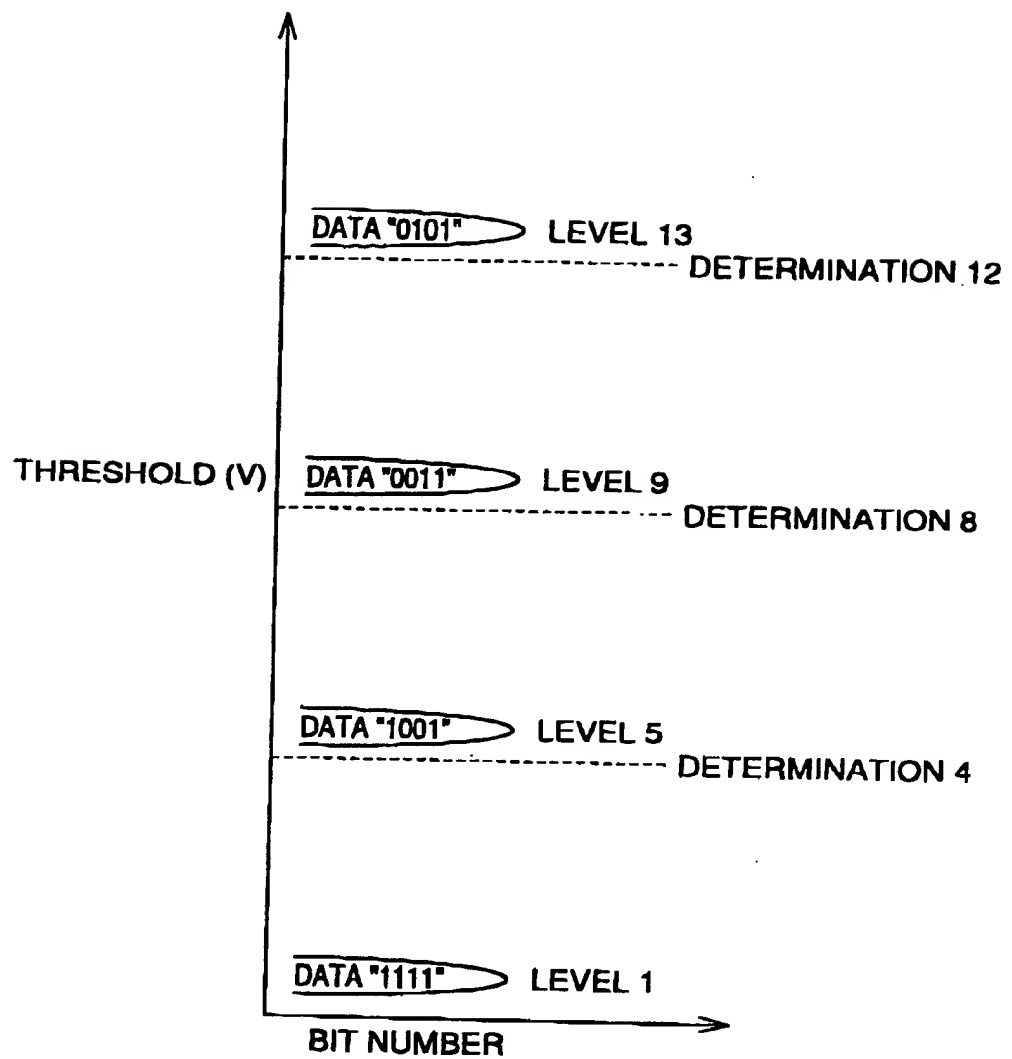 DATA "0101" LEVEL 13
DETERMINATION 12
THRESHOLD (V) DATA "0011" LEVEL 9
DETERMINATION 8
DATA "1001" LEVEL 5
DETERMINATION 4
DATA "1111" LEVEL 1
BIT NUMBER